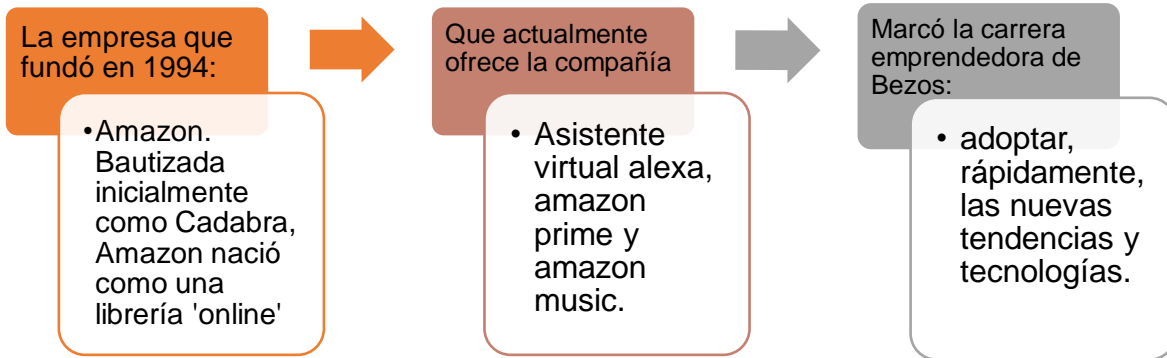 La empresa que
fundó en 1994:
•Amazon.
Bautizada
inicialmente
como Cadabra,
Amazon nació
como una
librería 'online'
Que actualmente
ofrece la compañía
• Asistente
virtual alexa,
amazon
prime y
amazon
music.
Marcó la carrera
emprendedora de
Bezos:
• adoptar,
rápidamente,
las nuevas
tendencias y
tecnologías.